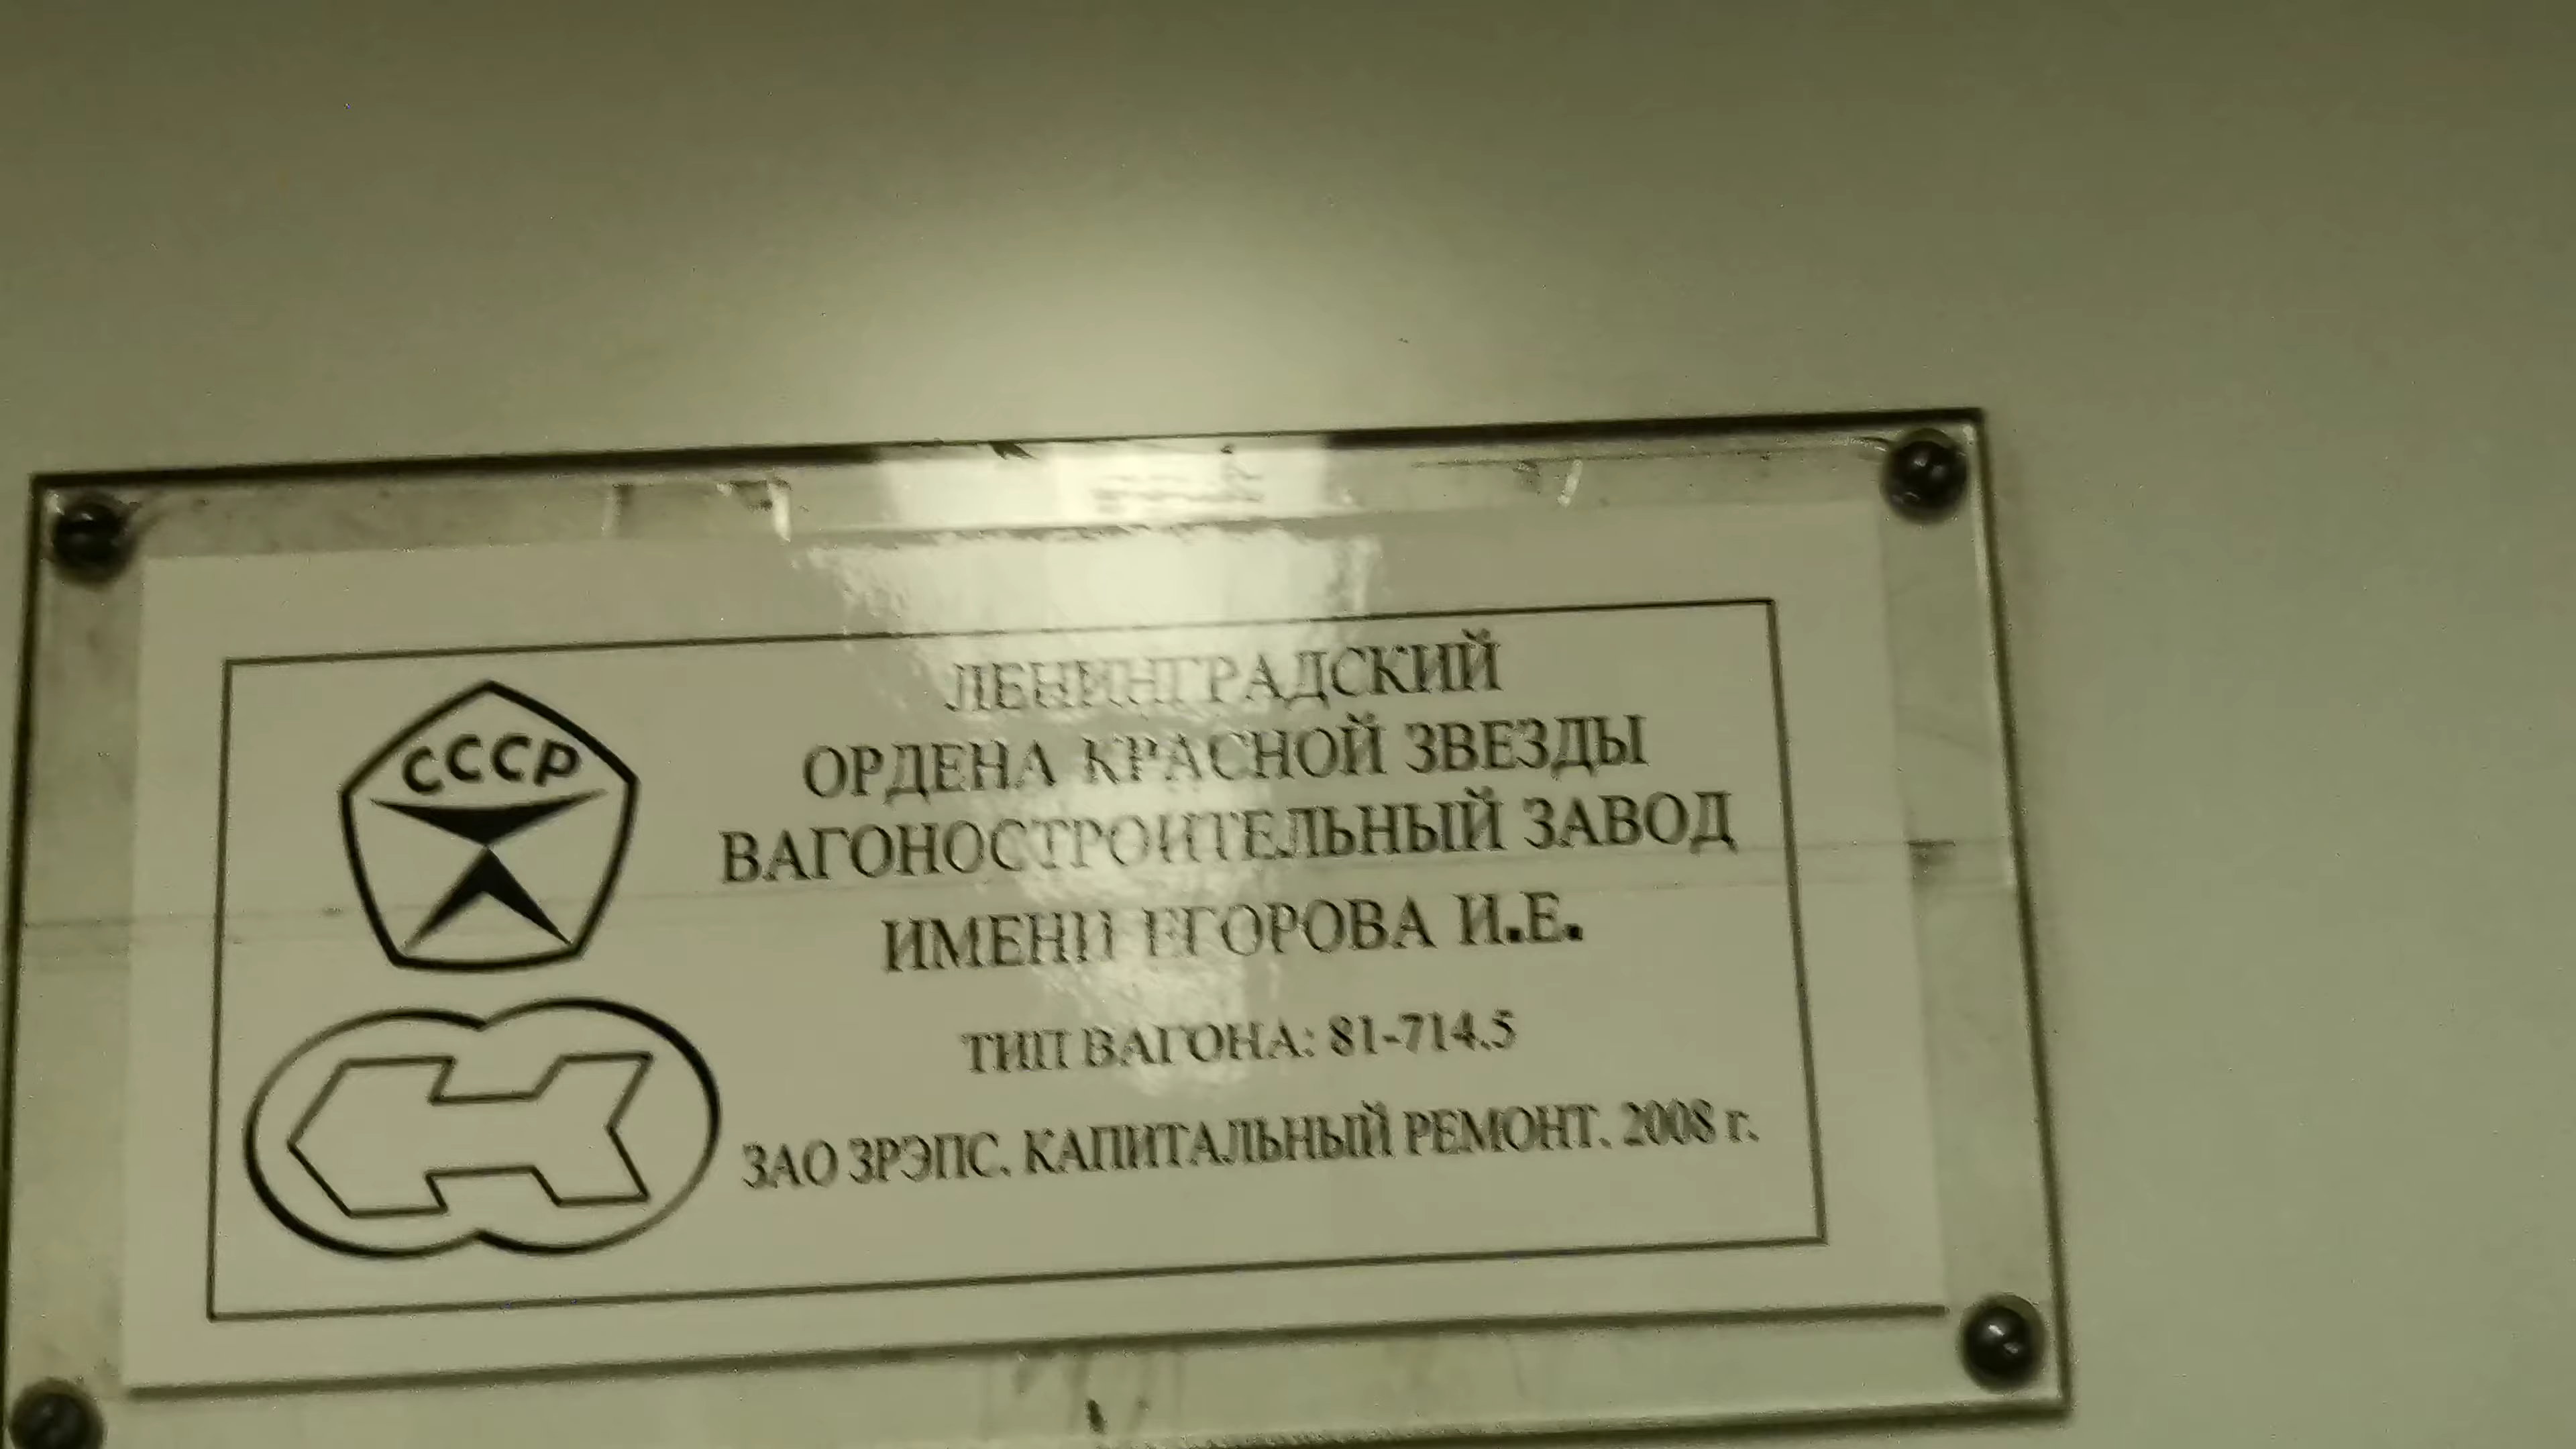 СССР
ЛЕНИНГРАДСКИЙ
ОРДЕНА КРАСНОЙ ЗВЕЗДЫ
ВАГОНОСТРОИТЕЛЬНЫЙ ЗАВОД
ИМЕНИ ЕГОРОВА И.Е.
ТИП ВАГОНА: 81-714.5
ЗАО ЗРЭПС. КАПИТАЛЬНЫЙ РЕМОНТ. 2008 г.